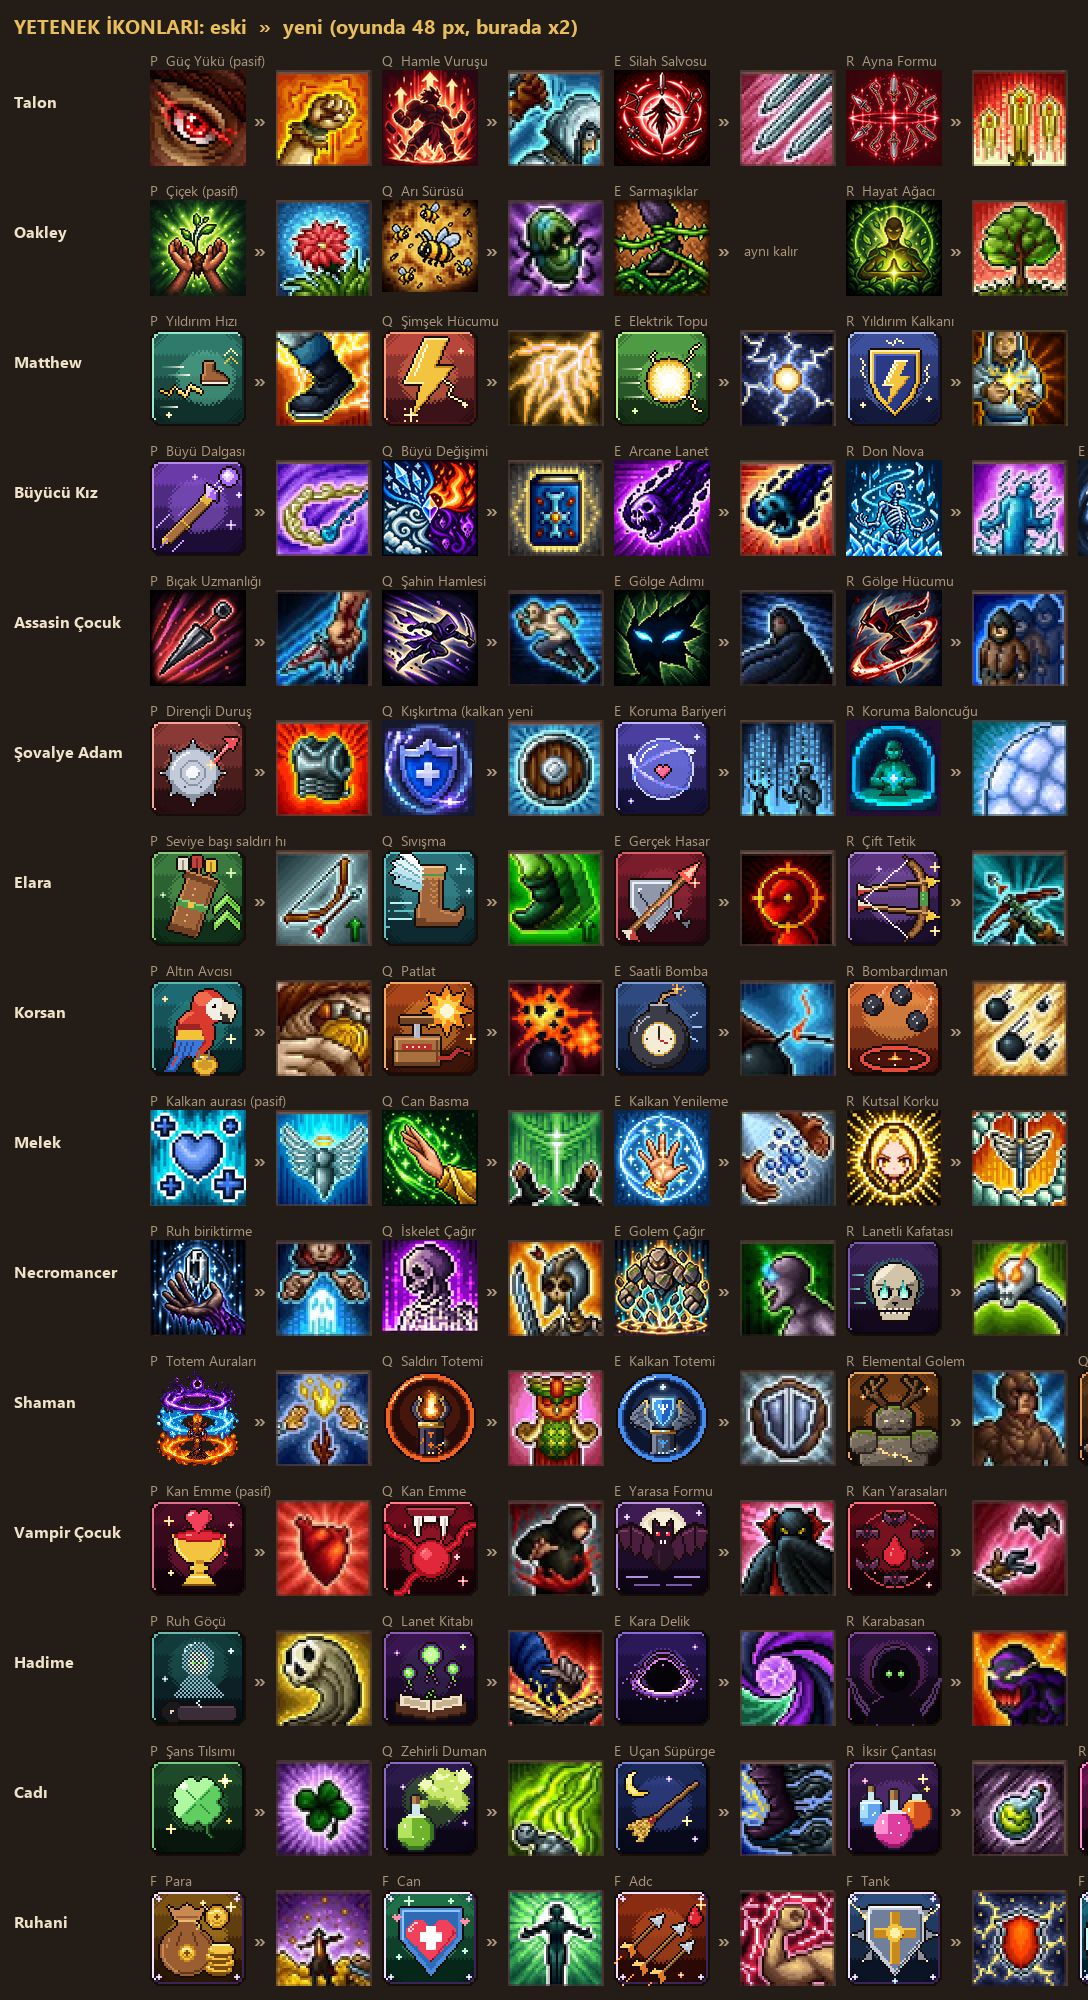 YETENEK İKONLARI: eski » yeni (oyunda 48 px, burada x2)
P Güç Yükü (pasif) Q Hamle Vuruşu E Silah Salvosu R Ayna Formu
Talon » » » »
P Çiçek (pasif) Q Arı Sürüsü E Sarmaşıklar R Hayat Ağacı
Oakley » » » aynı kalır »
P Yıldırım Hızı Q Şimşek Hücumu E Elektrik Topu R Yıldırım Kalkanı
Matthew » » » »
P Büyü Dalgası Q Büyü Değişimi E Arcane Lanet R Don Nova E
Büyücü Kız » » » »
P Bıçak Uzmanlığı Q Şahin Hamlesi E Gölge Adımı R Gölge Hücumu
Assasin Çocuk » » » »
P Dirençli Duruş Q Kışkırtma (kalkan yeni E Koruma Bariyeri R Koruma Baloncuğu
Şovalye Adam » » » »
P Seviye başı saldırı hı Q Sıvışma E Gerçek Hasar R Çift Tetik
Elara » » » »
P Altın Avcısı Q Patlat E Saatli Bomba R Bombardıman
Korsan » » » »
P Kalkan aurası (pasif) Q Can Basma E Kalkan Yenileme R Kutsal Korku
Melek » » » »
P Ruh biriktirme Q İskelet Çağır E Golem Çağır R Lanetli Kafatası
Necromancer » » » »
P Totem Auraları Q Saldırı Totemi E Kalkan Totemi R Elemental Golem Q
Shaman » » » »
P Kan Emme (pasif) Q Kan Emme E Yarasa Formu R Kan Yarasaları
Vampir Çocuk » » » »
P Ruh Göçü Q Lanet Kitabı E Kara Delik R Karabasan
Hadime » » » »
P Şans Tılsımı Q Zehirli Duman E Uçan Süpürge R İksir Çantası R
Cadı » » » »
F Para F Can F Adc F Tank F
Ruhani » » » »